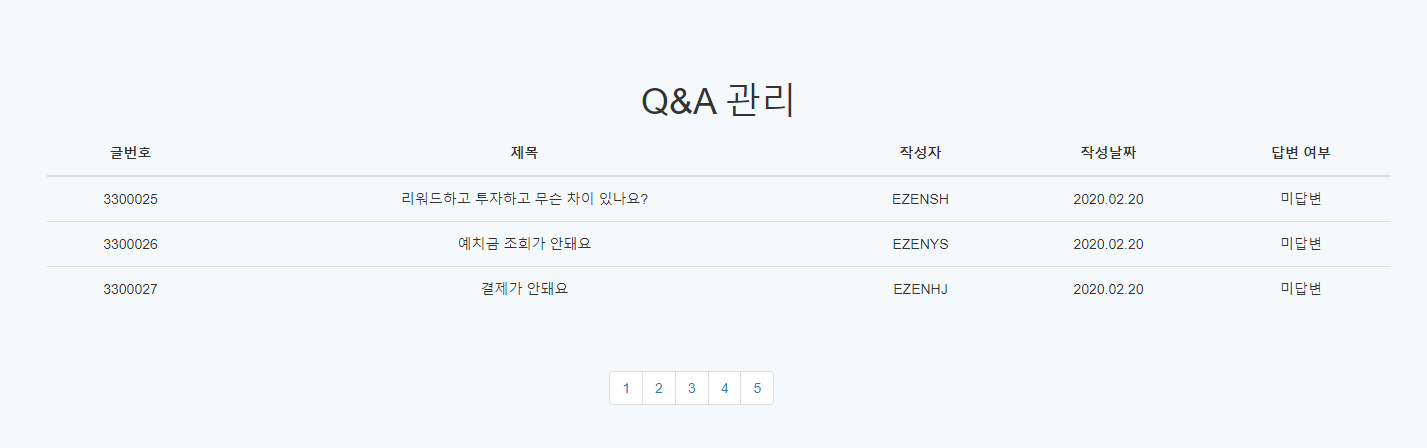 Q&A 관리
글번호 제목 작성자 작성날짜 답변 여부
3300025 리워드하고 투자하고 무슨 차이 있나요? EZENSH 2020.02.20 미답변
3300026 예치금 조회가 안돼요 EZENYS 2020.02.20 미답변
3300027 결제가 안돼요 EZENHJ 2020.02.20 미답변
1 2 3 4 5